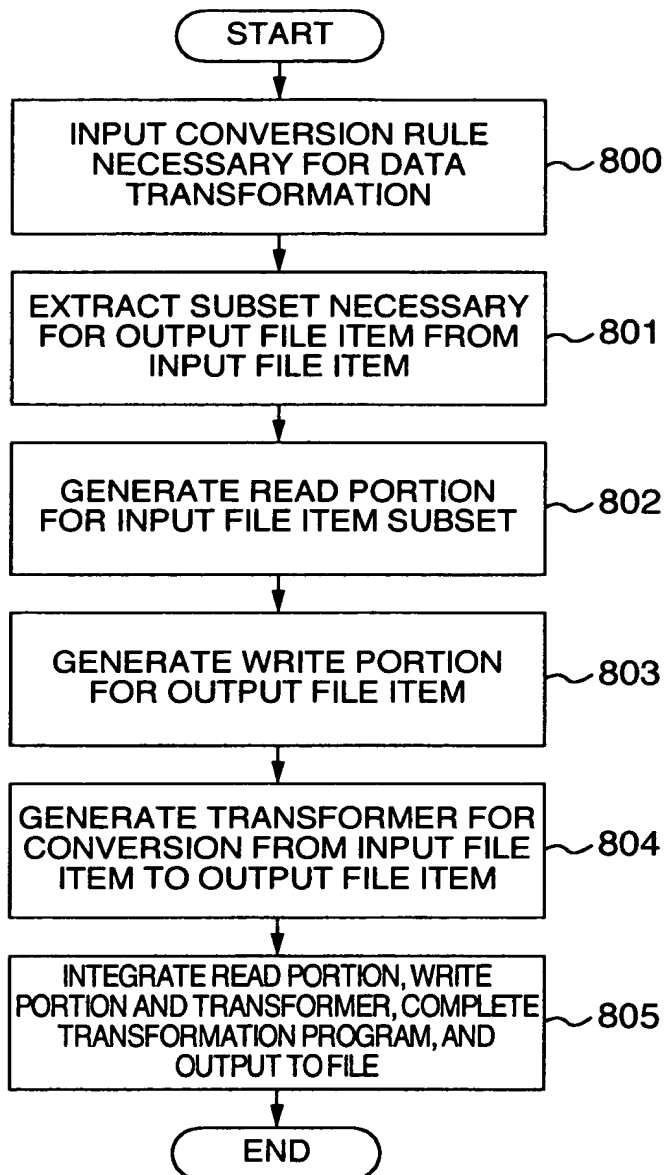 START
INPUT CONVERSION RULE
NECESSARY FOR DATA
TRANSFORMATION
800
EXTRACT SUBSET NECESSARY
FOR OUTPUT FILE ITEM FROM
INPUT FILE ITEM
801
GENERATE READ PORTION
FOR INPUT FILE ITEM SUBSET
802
GENERATE WRITE PORTION
FOR OUTPUT FILE ITEM
803
GENERATE TRANSFORMER FOR
CONVERSION FROM INPUT FILE
ITEM TO OUTPUT FILE ITEM
804
INTEGRATE READ PORTION, WRITE
PORTION AND TRANSFORMER, COMPLETE
TRANSFORMATION PROGRAM, AND
OUTPUT TO FILE
805
END